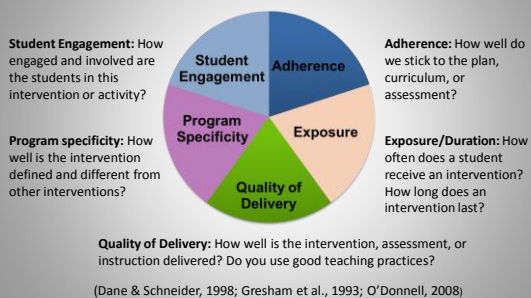 Student Engagement: How
engaged and involved are
the students in this
intervention or activity?
Program specificity: How
well is the intervention
defined and different from
other interventions?
Student
Engagement
Adherence
Program
Specificity
Exposure
Quality of
Delivery
Adherence: How well do
we stick to the plan,
curriculum, or
assessment?
Exposure/Duration: How
often does a student
receive an intervention?
How long does an
intervention last?
Quality of Delivery: How well is the intervention, assessment, or
instruction delivered? Do you use good teaching practices?
(Dane & Schneider, 1998; Gresham et al., 1993; O’Donnell, 2008)